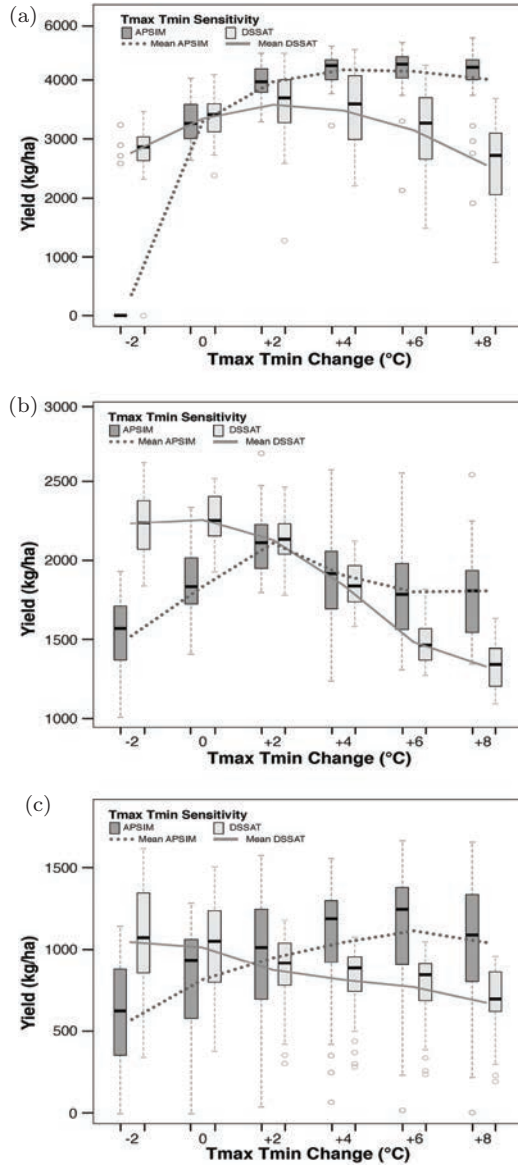 (a)
Tmax Tmin Sensitivity
APSIM DSSAT
Mean APSIM Mean DSSAT
Yield (kg/ha)
6000
4000
3000
2000
1000
0
-2 0 +2 +4 +6 +8
Tmax Tmin Change (°C)
(b)
Tmax Tmin Sensitivity
APSIM DSSAT
Mean APSIM Mean DSSAT
Yield (kg/ha)
3000
2500
2000
1500
1000
-2 0 +2 +4 +6 +8
Tmax Tmin Change (°C)
(c)
Tmax Tmin Sensitivity
APSIM DSSAT
Mean APSIM Mean DSSAT
Yield (kg/ha)
1500
1000
500
0
-2 0 +2 +4 +6 +8
Tmax Tmin Change (°C)